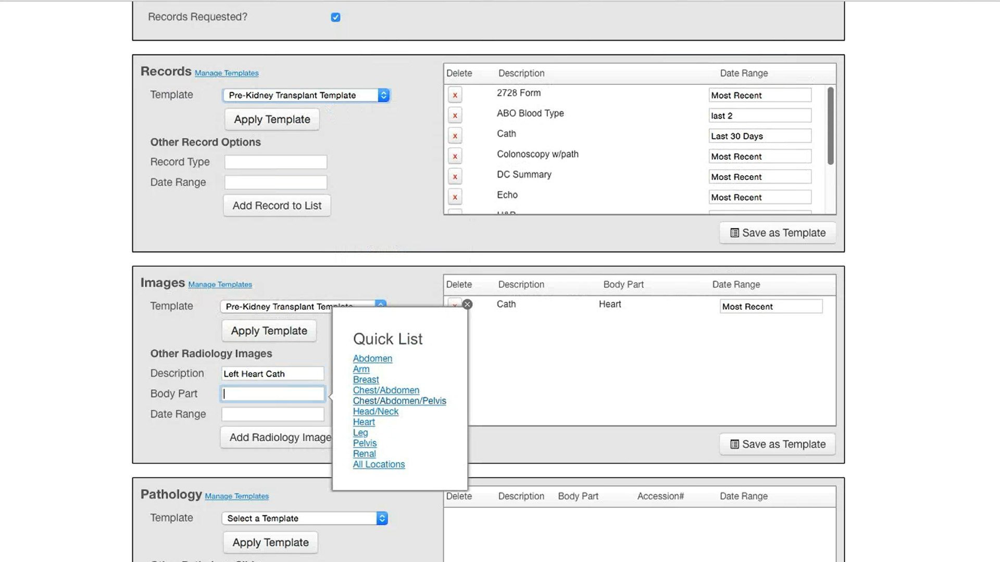 Records Requested?
Records Manage Templates
Template Pre-Kidney Transplant Template
Apply Template
Other Record Options
Record Type
Date Range
Add Record to List
Delete Description Date Range
x 2728 Form Most Recent
x ABO Blood Type last 2
x Cath Last 30 Days
x Colonoscopy w/path Most Recent
x DC Summary Most Recent
x Echo Most Recent
Save as Template
Images Manage Templates
Template Pre-Kidney Transplant Template
Apply Template
Other Radiology Images
Description Left Heart Cath
Body Part
Date Range
Add Radiology Image
Quick List
Abdomen
Arm
Breast
Chest/Abdomen
Chest/Abdomen/Pelvis
Head/Neck
Heart
Leg
Pelvis
Renal
All Locations
Delete Description Body Part Date Range
x Cath Heart Most Recent
Save as Template
Pathology Manage Templates
Template Select a Template
Apply Template
Delete Description Body Part Accession# Date Range